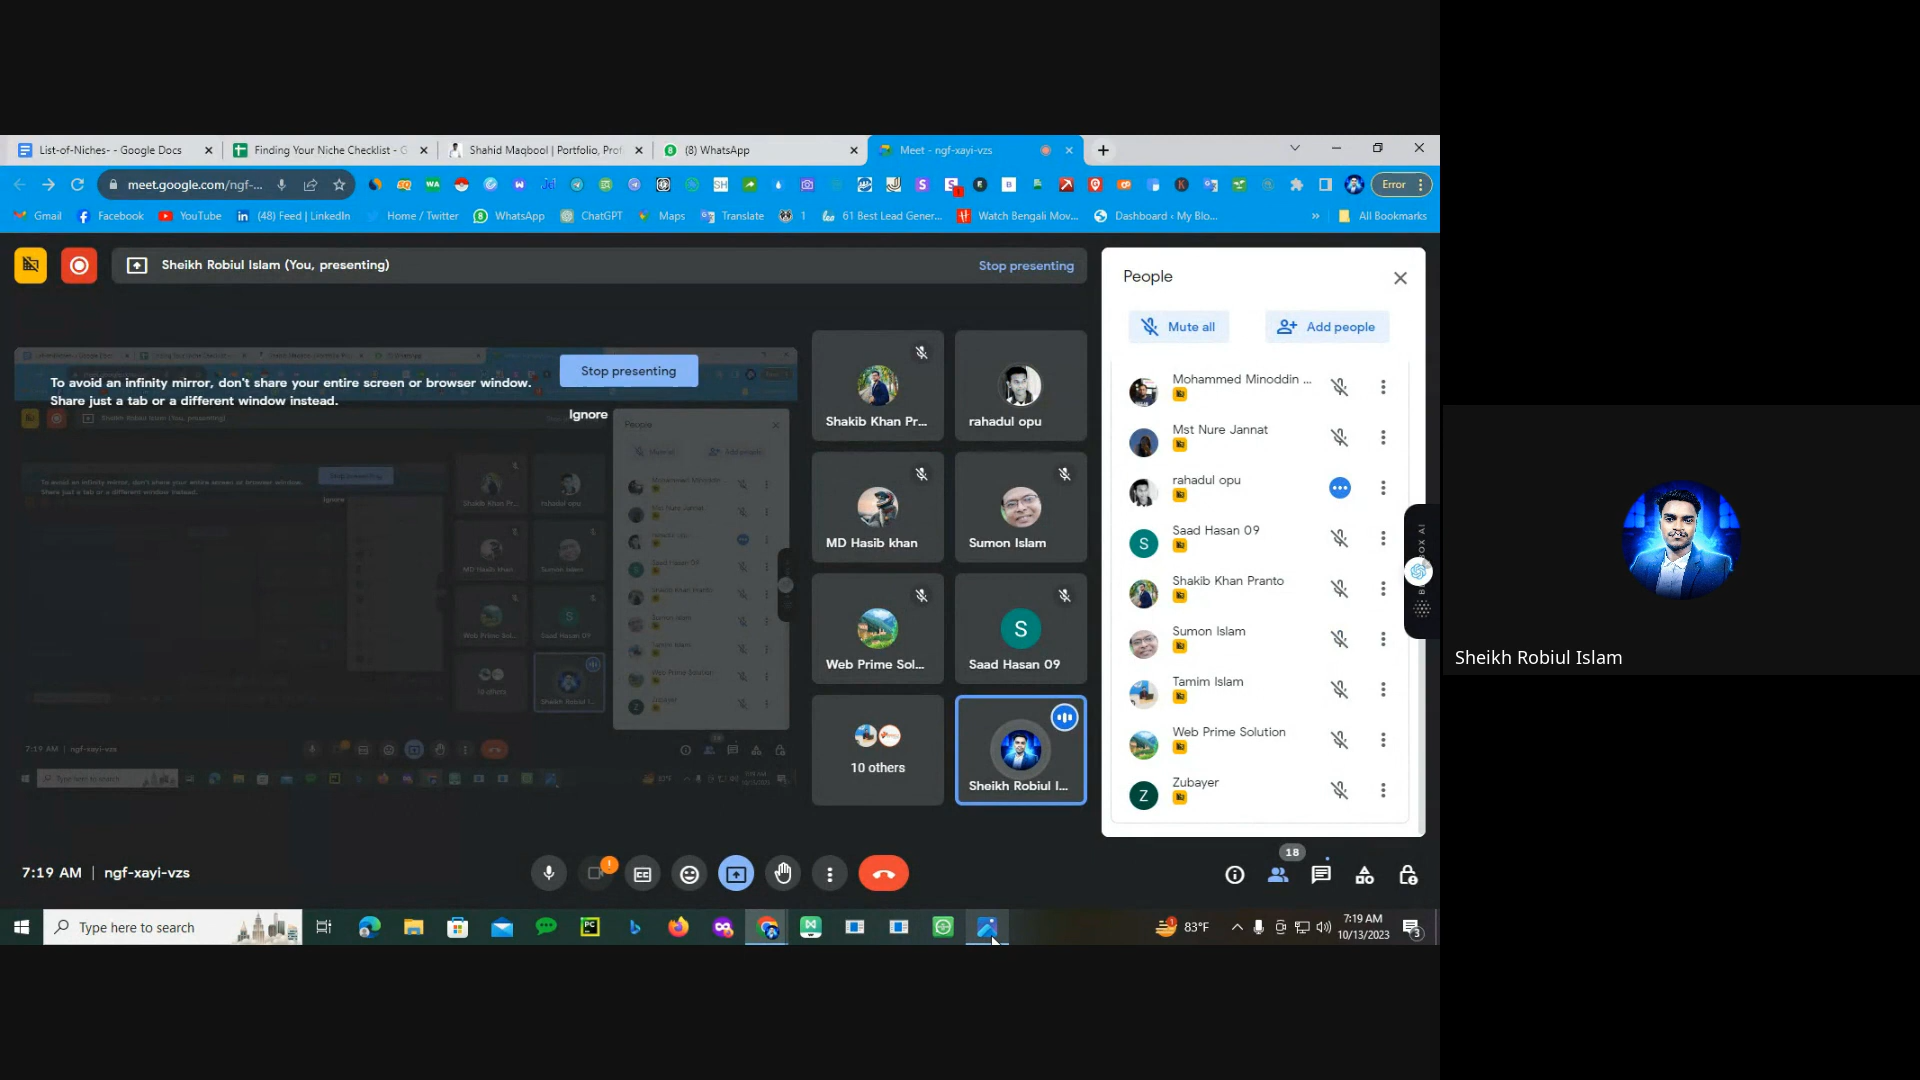 List-of-Niches- - Google Docs
Finding Your Niche Checklist - G
Shahid Maqbool | Portfolio, Prof
(8) WhatsApp
Meet - ngf-xayi-vzs
meet.google.com/ngf-...
Error
Gmail
Facebook
YouTube
(48) Feed | LinkedIn
Home / Twitter
WhatsApp
ChatGPT
Maps
Translate
1
61 Best Lead Gener...
Watch Bengali Mov...
Dashboard ‹ My Blo...
All Bookmarks
Sheikh Robiul Islam (You, presenting)
Stop presenting
To avoid an infinity mirror, don't share your entire screen or browser window.
Share just a tab or a different window instead.
Stop presenting
Ignore
Shakib Khan Pr...
rahadul opu
MD Hasib khan
Sumon Islam
Web Prime Sol...
S
Saad Hasan 09
10 others
Sheikh Robiul I...
People
Mute all
Add people
Mohammed Minoddin ...
Mst Nure Jannat
rahadul opu
S
Saad Hasan 09
Shakib Khan Pranto
Sumon Islam
Tamim Islam
Web Prime Solution
Z
Zubayer
7:19 AM | ngf-xayi-vzs
18
Type here to search
83°F
7:19 AM
10/13/2023
3
Sheikh Robiul Islam